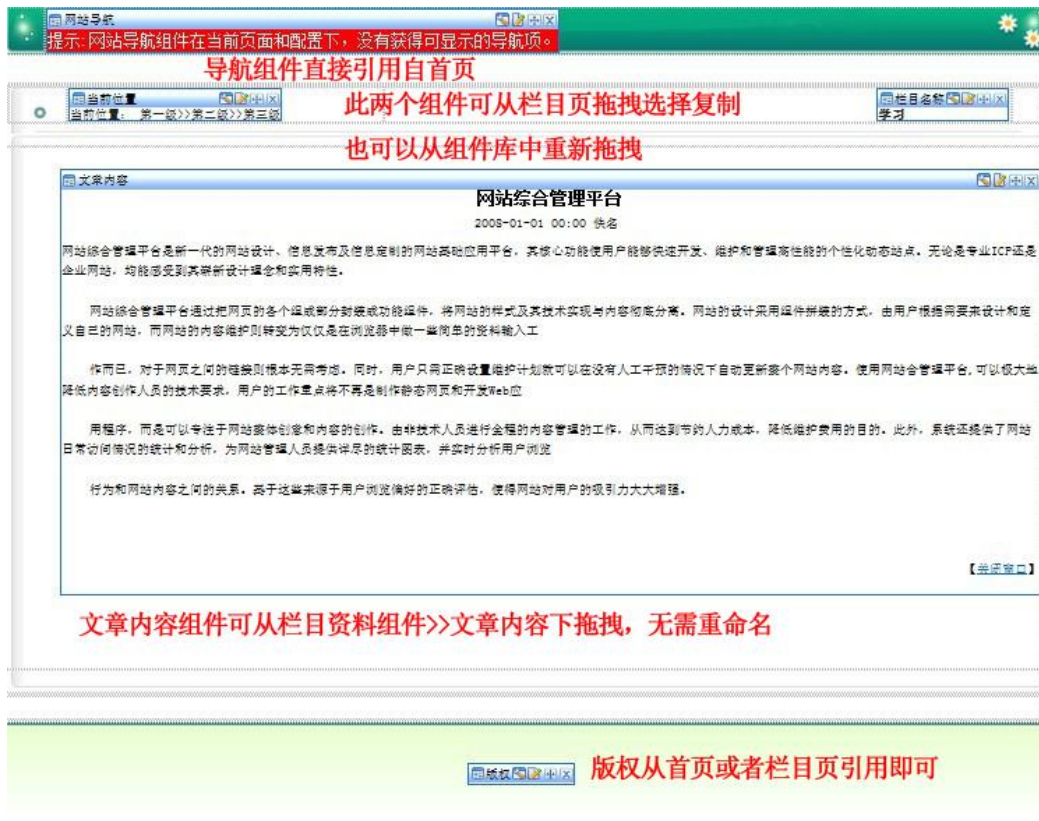 网站导航
提示:网站导航组件在当前页面和配置下，没有获得可显示的导航项。
导航组件直接引用自首页
当前位置
当前位置： 第一级>>第二级>>第三级
此两个组件可从栏目页拖拽选择复制
栏目名称
学习
也可以从组件库中重新拖拽
文章内容
网站综合管理平台
2005-01-01 00:00 佚名
网站综合管理平台是新一代的网站设计、信息发布及信息定制的网站基础应用平台，其核心功能使用户能够快速开发、维护和管理高性能的个性化动态站点。无论是专业ICP还是
企业网站，均能感受到其崭新设计理念和实用特性。
网站综合管理平台通过把网页的各个组成部分封装成功能组件，将网站的样式及其技术实现与内容彻底分离。网站的设计采用组件拼装的方式，由用户根据需要来设计和定
义自己的网站，而网站的内容维护则转变为仅仅是在浏览器中做一些简单的资料输入工
作而已，对于网页之间的链接则根本无需考虑。同时，用户只需正确设置维护计划就可以在没有人工干预的情况下自动更新整个网站内容。使用网站合管理平台,可以极大地
降低内容创作人员的技术要求，用户的工作重点将不再是制作静态网页和开发Web应
用程序，而是可以专注于网站整体创意和内容的创作。由非技术人员进行全程的内容管理的工作，从而达到节约人力成本，降低维护费用的目的。此外，系统还提供了网站
日常访问情况的统计和分析，为网站管理人员提供详尽的统计图表，并实时分析用户浏览
行为和网站内容之间的关系。基于这些来源于用户浏览偏好的正确评估，使得网站对用户的吸引力大大增强。
【关闭窗口】
文章内容组件可从栏目资料组件>>文章内容下拖拽，无需重命名
版权
版权从首页或者栏目页引用即可